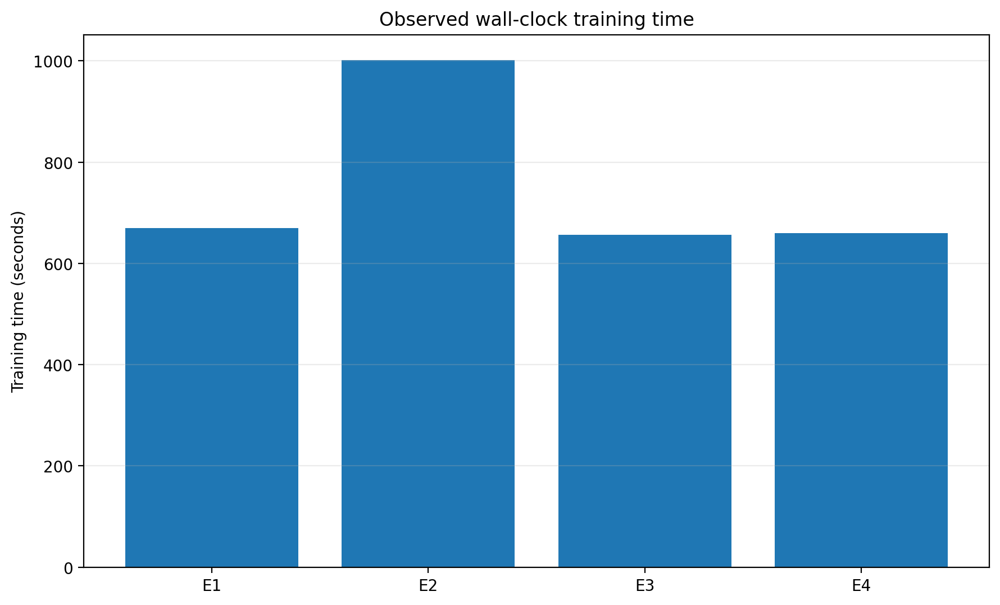 Observed wall-clock training time
Training time (seconds)
1000
800
600
400
200
0
E1
E2
E3
E4